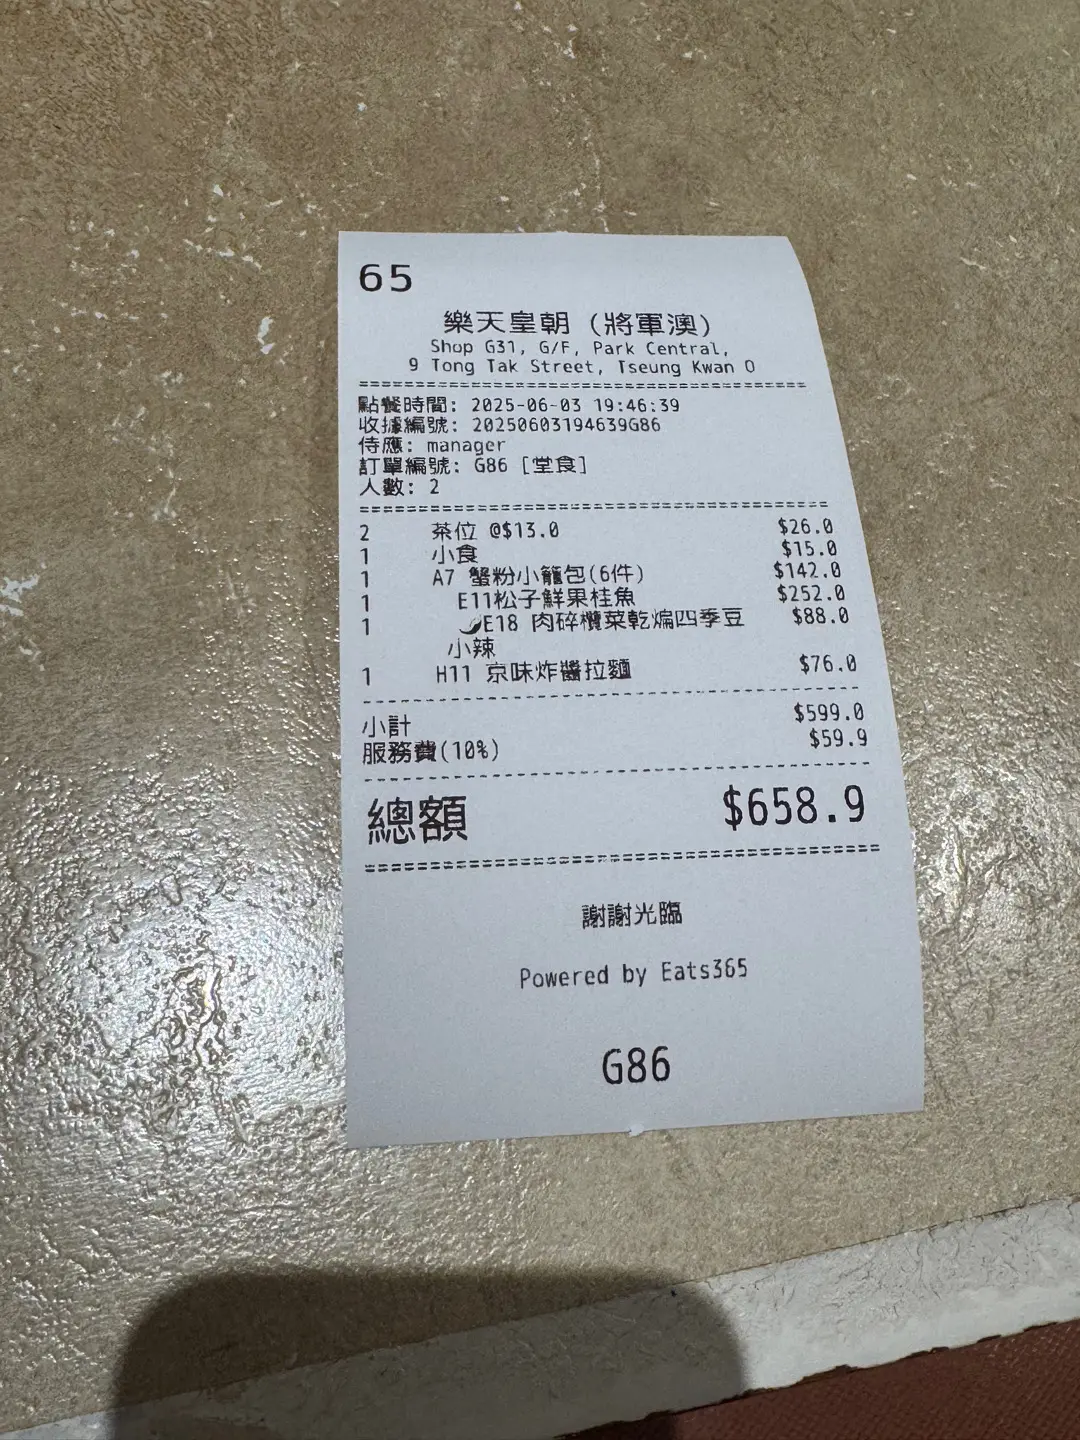 65
樂天皇朝 (將軍澳)
Shop G31, G/F, Park Central,
9 Tong Tak Street, Tseung Kwan O
點餐時間: 2025-06-03 19:46:39
收據編號: 20250603194639G86
侍應: manager
訂單編號: G86 [堂食]
人數: 2
2 茶位 @$13.0 $26.0
1 小食 $15.0
1 A7 蟹粉小籠包(6件) $142.0
1 E11松子鮮果桂魚 $252.0
1 🌶E18 肉碎欖菜乾煸四季豆 $88.0
小辣
1 H11 京味炸醬拉麵 $76.0
小計 $599.0
服務費(10%) $59.9
總額 $658.9
謝謝光臨
Powered by Eats365
G86